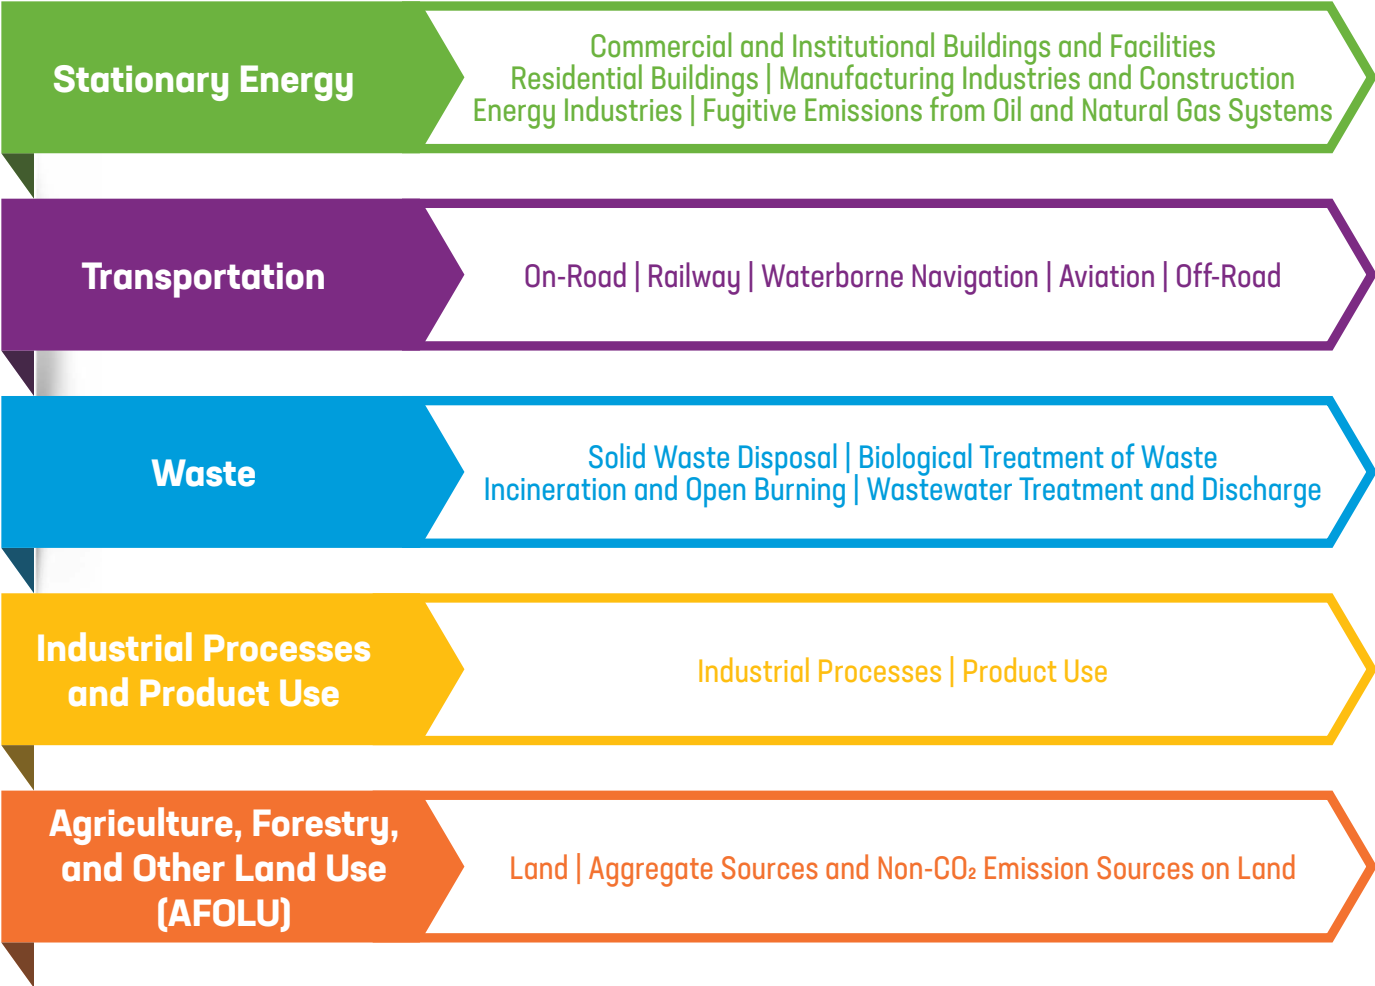 Stationary Energy
Commercial and Institutional Buildings and Facilities
Residential Buildings | Manufacturing Industries and Construction
Energy Industries | Fugitive Emissions from Oil and Natural Gas Systems
Transportation
On-Road | Railway | Waterborne Navigation | Aviation | Off-Road
Waste
Solid Waste Disposal | Biological Treatment of Waste
Incineration and Open Burning | Wastewater Treatment and Discharge
Industrial Processes
and Product Use
Industrial Processes | Product Use
Agriculture, Forestry,
and Other Land Use
(AFOLU)
Land | Aggregate Sources and Non-CO₂ Emission Sources on Land